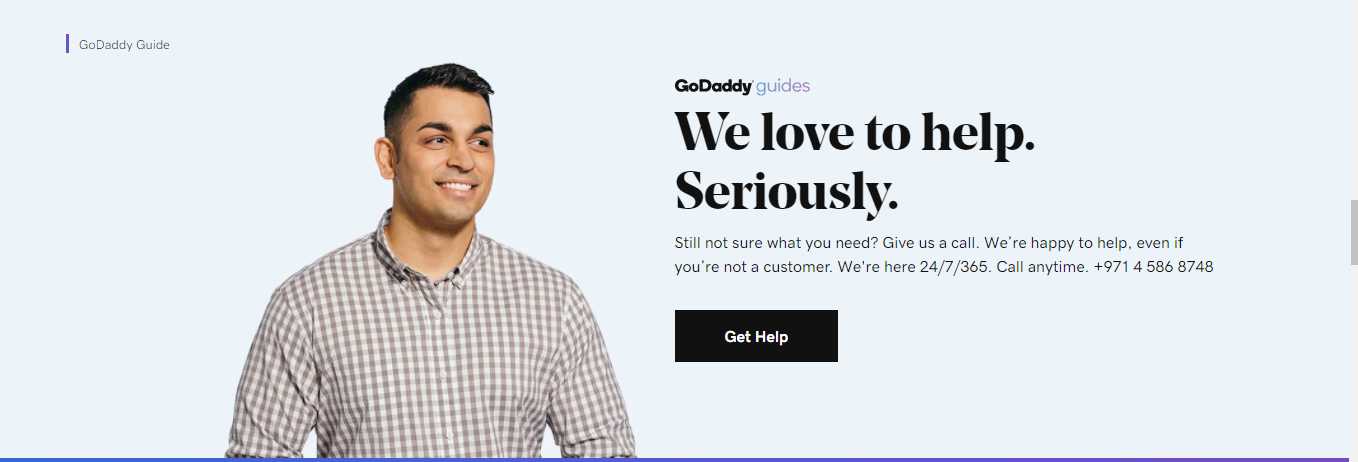 GoDaddy Guide
GoDaddy guides
We love to help.
Seriously.
Still not sure what you need? Give us a call. We're happy to help, even if
you're not a customer. We're here 24/7/365. Call anytime. +971 4 586 8748
Get Help